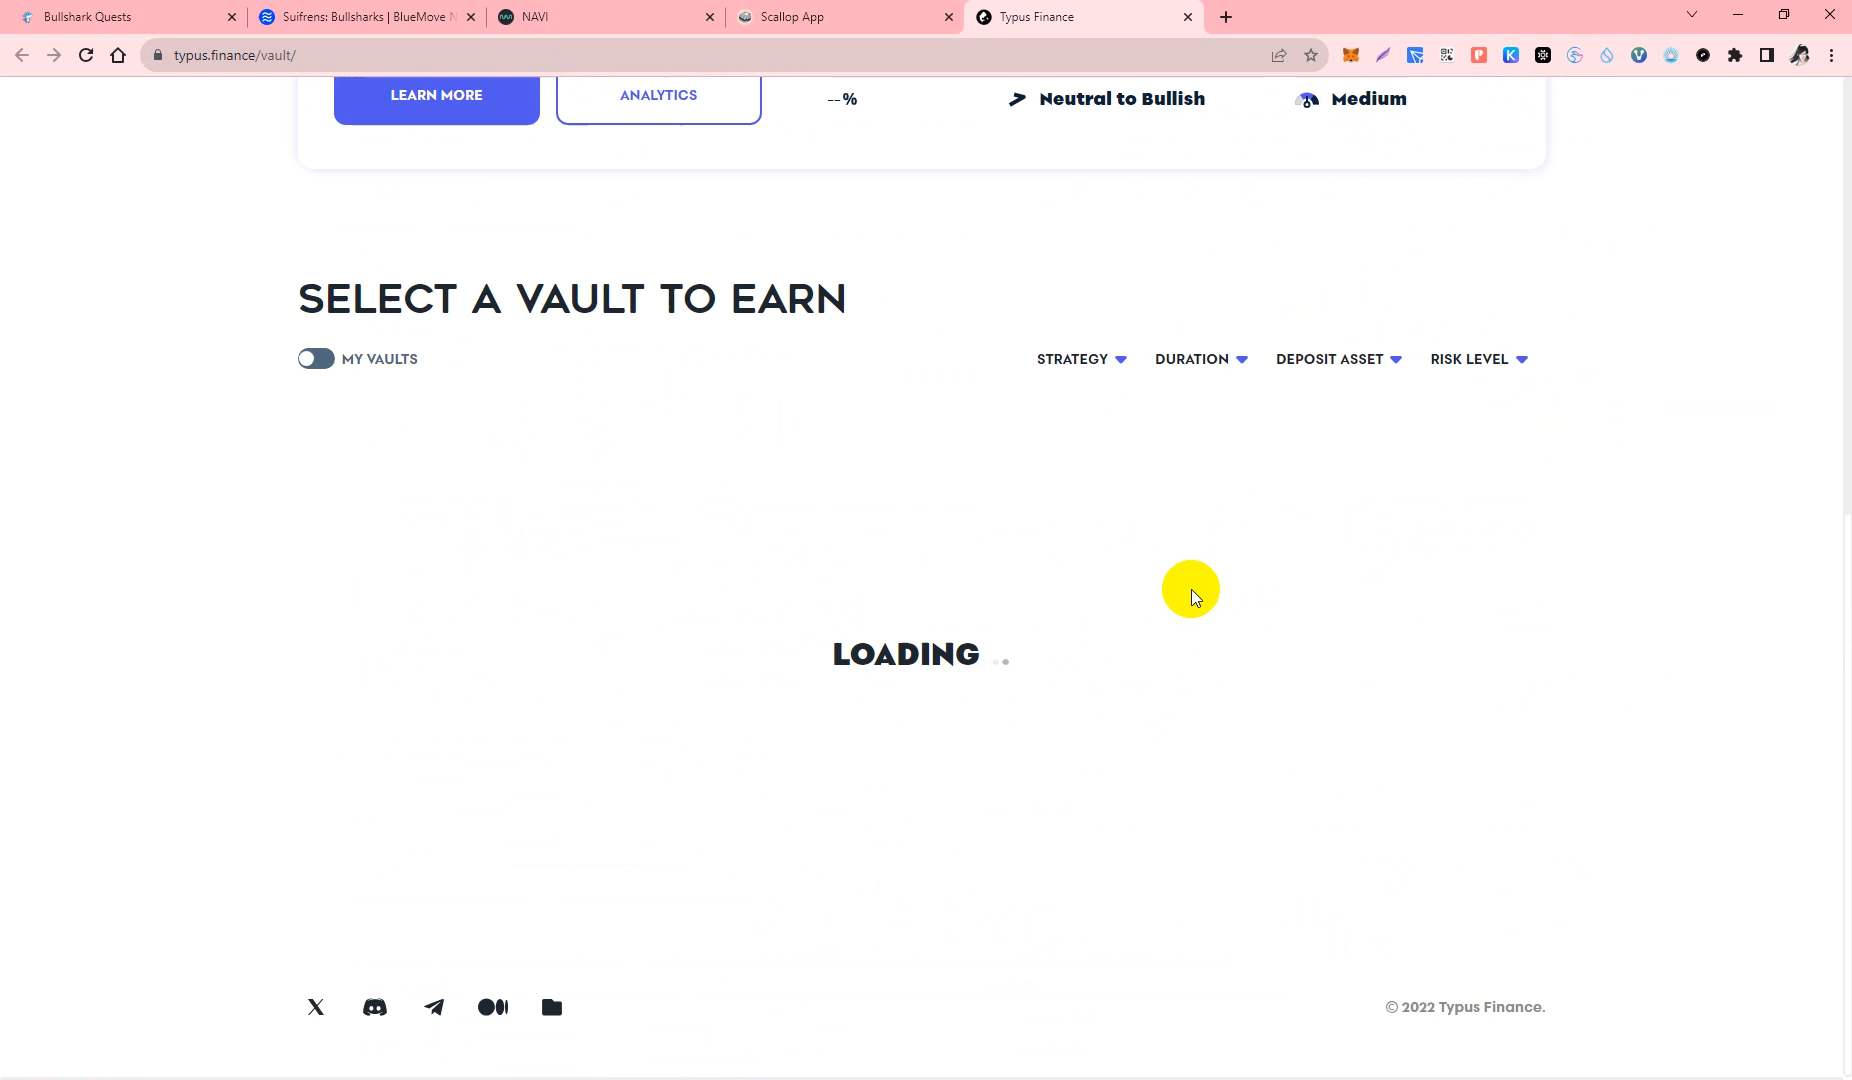 Bullshark Quests
Suifrens: Bullsharks | BlueMove N
NAVI
Scallop App
Typus Finance
typus.finance/vault/
LEARN MORE
ANALYTICS
--%
Neutral to Bullish
Medium
SELECT A VAULT TO EARN
MY VAULTS
STRATEGY
DURATION
DEPOSIT ASSET
RISK LEVEL
LOADING ..
© 2022 Typus Finance.